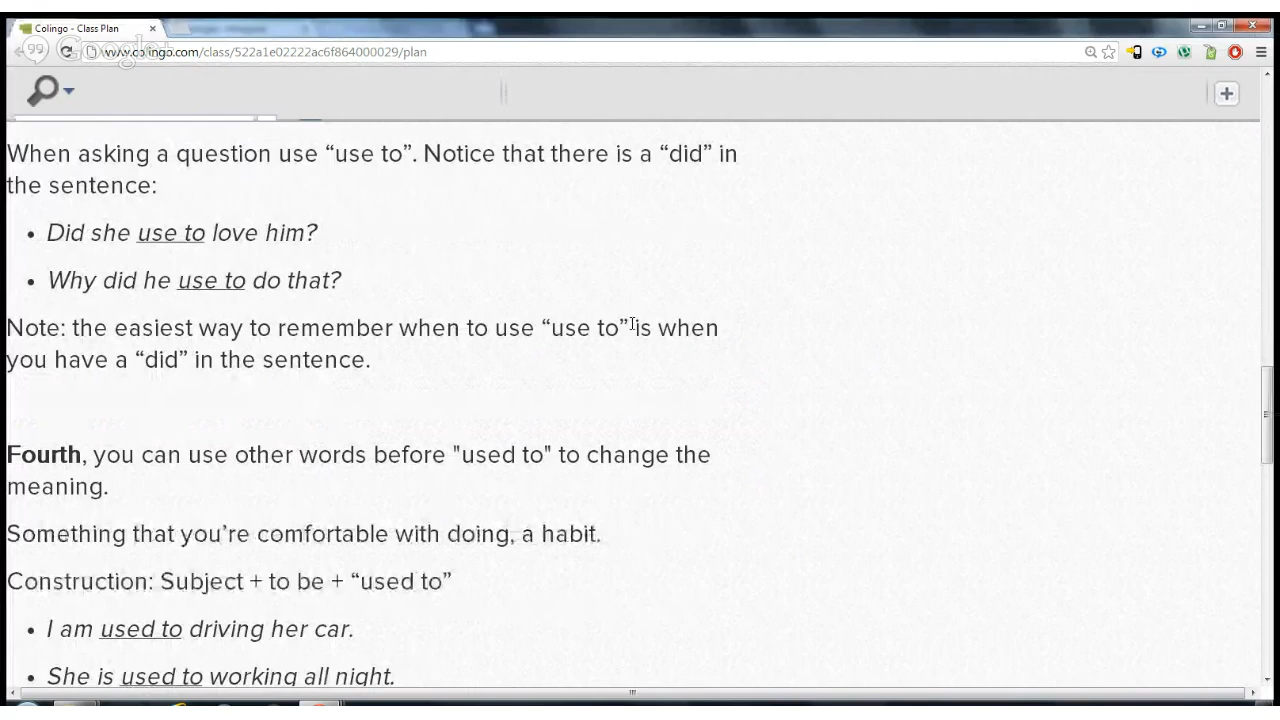 Colingo - Class Plan
Google+
www.colingo.com/class/522a1e02222ac6f864000029/plan
When asking a question use “use to”. Notice that there is a “did” in
the sentence:
• Did she use to love him?
• Why did he use to do that?
Note: the easiest way to remember when to use “use to” is when
you have a “did” in the sentence.
Fourth, you can use other words before "used to" to change the
meaning.
Something that you’re comfortable with doing, a habit.
Construction: Subject + to be + “used to”
• I am used to driving her car.
• She is used to working all night.